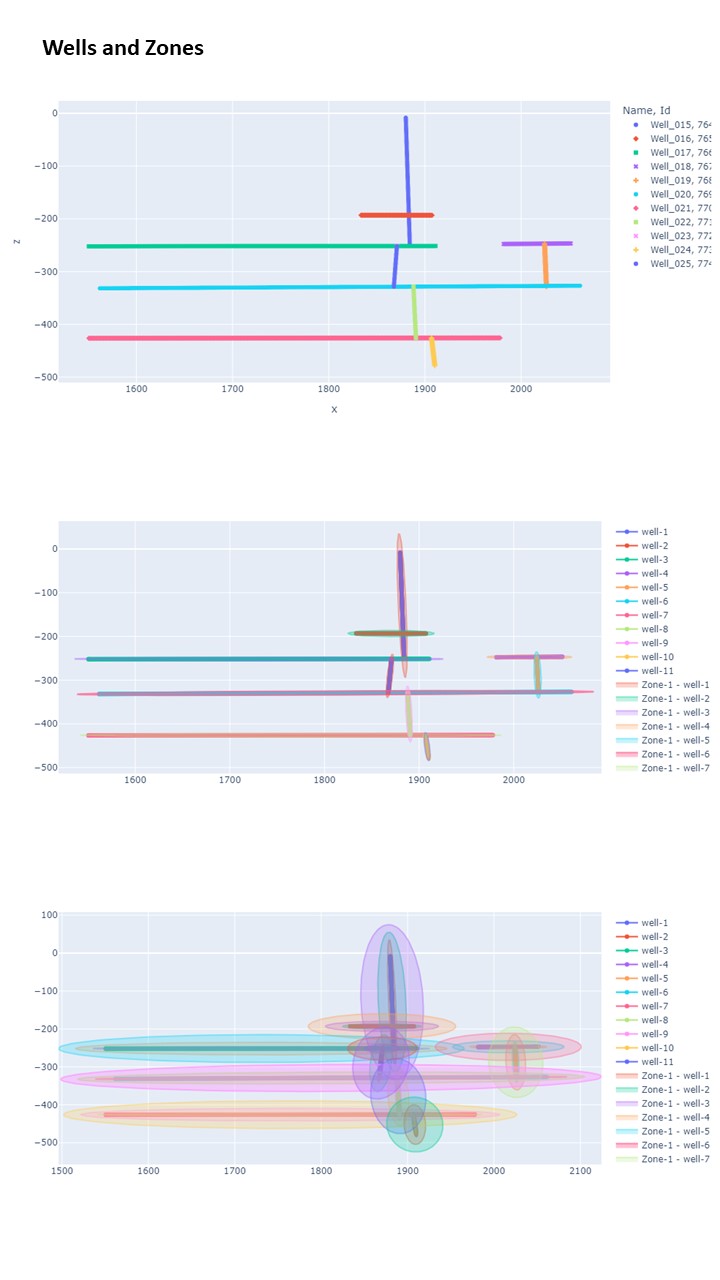 Wells and Zones
Name, Id
0
−100
−200
−300
−400
−500
z
1600 1700 1800 1900 2000
x
Well_015, 764
Well_016, 765
Well_017, 766
Well_018, 767
Well_019, 768
Well_020, 769
Well_021, 770
Well_022, 771
Well_023, 772
Well_024, 773
Well_025, 774
0
−100
−200
−300
−400
−500
1600 1700 1800 1900 2000
well-1
well-2
well-3
well-4
well-5
well-6
well-7
well-8
well-9
well-10
well-11
Zone-1 - well-1
Zone-1 - well-2
Zone-1 - well-3
Zone-1 - well-4
Zone-1 - well-5
Zone-1 - well-6
Zone-1 - well-7
100
0
−100
−200
−300
−400
−500
1500 1600 1700 1800 1900 2000 2100
well-1
well-2
well-3
well-4
well-5
well-6
well-7
well-8
well-9
well-10
well-11
Zone-1 - well-1
Zone-1 - well-2
Zone-1 - well-3
Zone-1 - well-4
Zone-1 - well-5
Zone-1 - well-6
Zone-1 - well-7